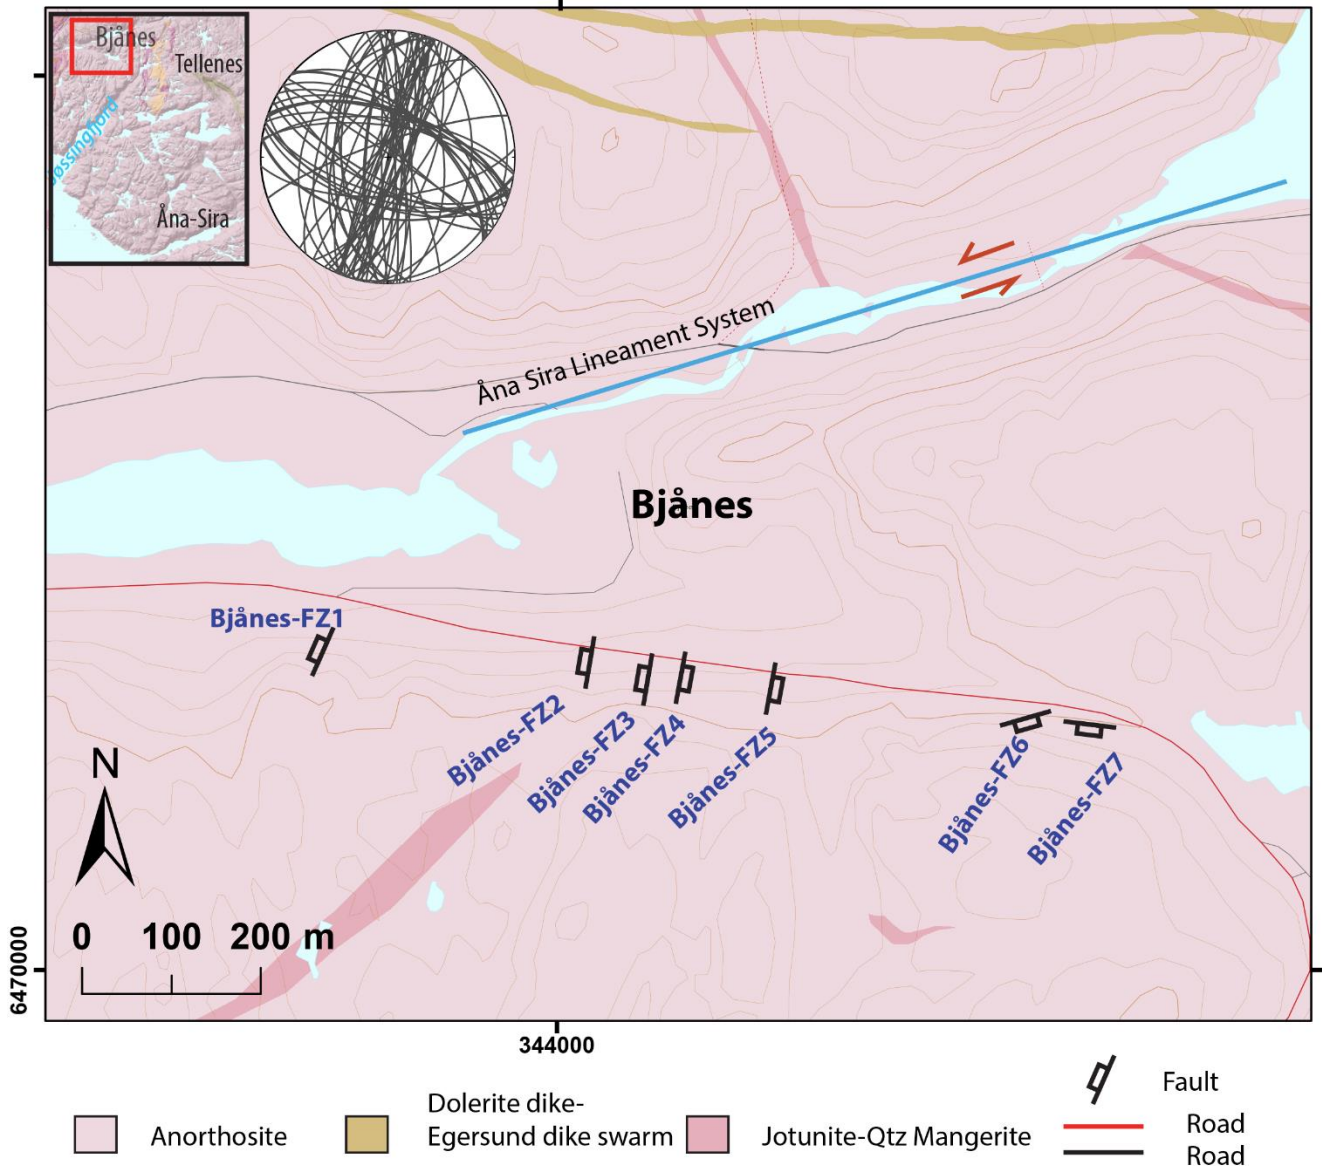 Bjånes
Tellenes
Jøssingfjord
Åna-Sira
Åna Sira Lineament System
Bjånes
Bjånes-FZ1
Bjånes-FZ2
Bjånes-FZ3
Bjånes-FZ4
Bjånes-FZ5
Bjånes-FZ6
Bjånes-FZ7
N
0 100 200 m
6470000
344000
Anorthosite
Dolerite dike-
Egersund dike swarm
Jotunite-Qtz Mangerite
Fault
Road
Road